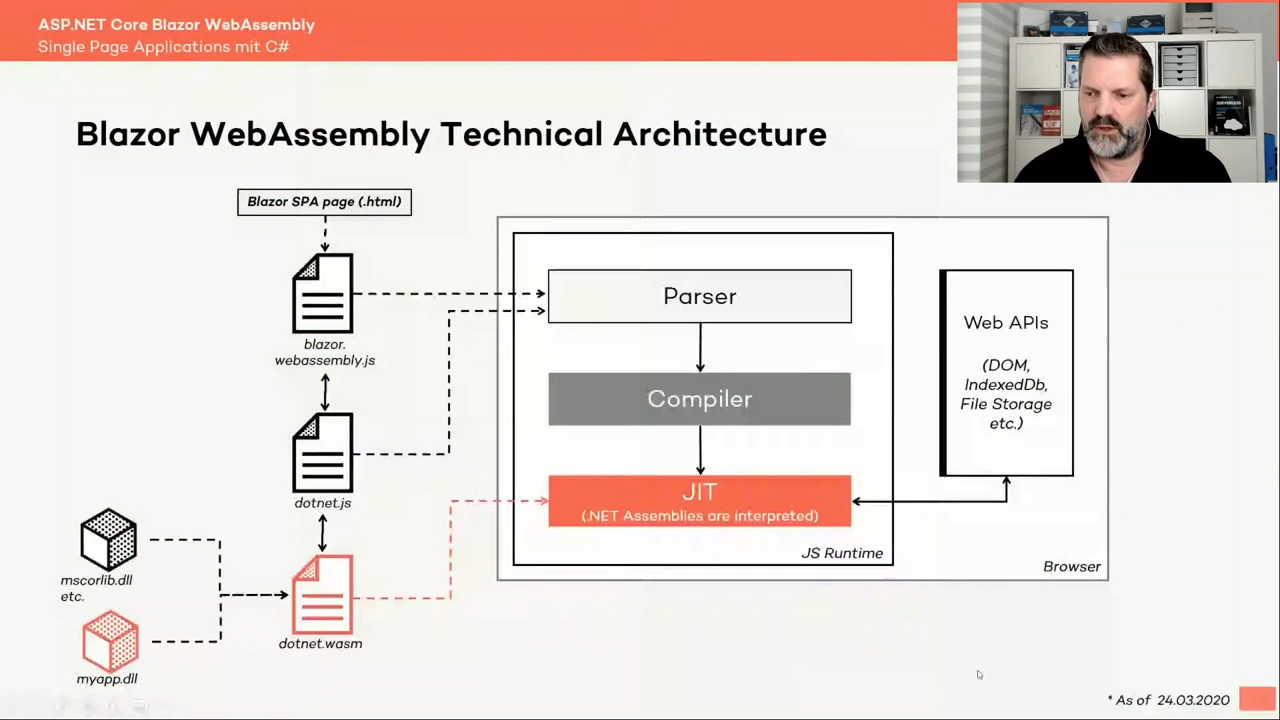 ASP.NET Core Blazor WebAssembly
Single Page Applications mit C#
SERVERLESS
Blazor WebAssembly Technical Architecture
Blazor SPA page (.html)
blazor.
webassembly.js
dotnet.js
mscorlib.dll
etc.
myapp.dll
dotnet.wasm
Parser
Compiler
JIT
(.NET Assemblies are interpreted)
JS Runtime
Web APIs
(DOM,
IndexedDb,
File Storage
etc.)
Browser
* As of 24.03.2020